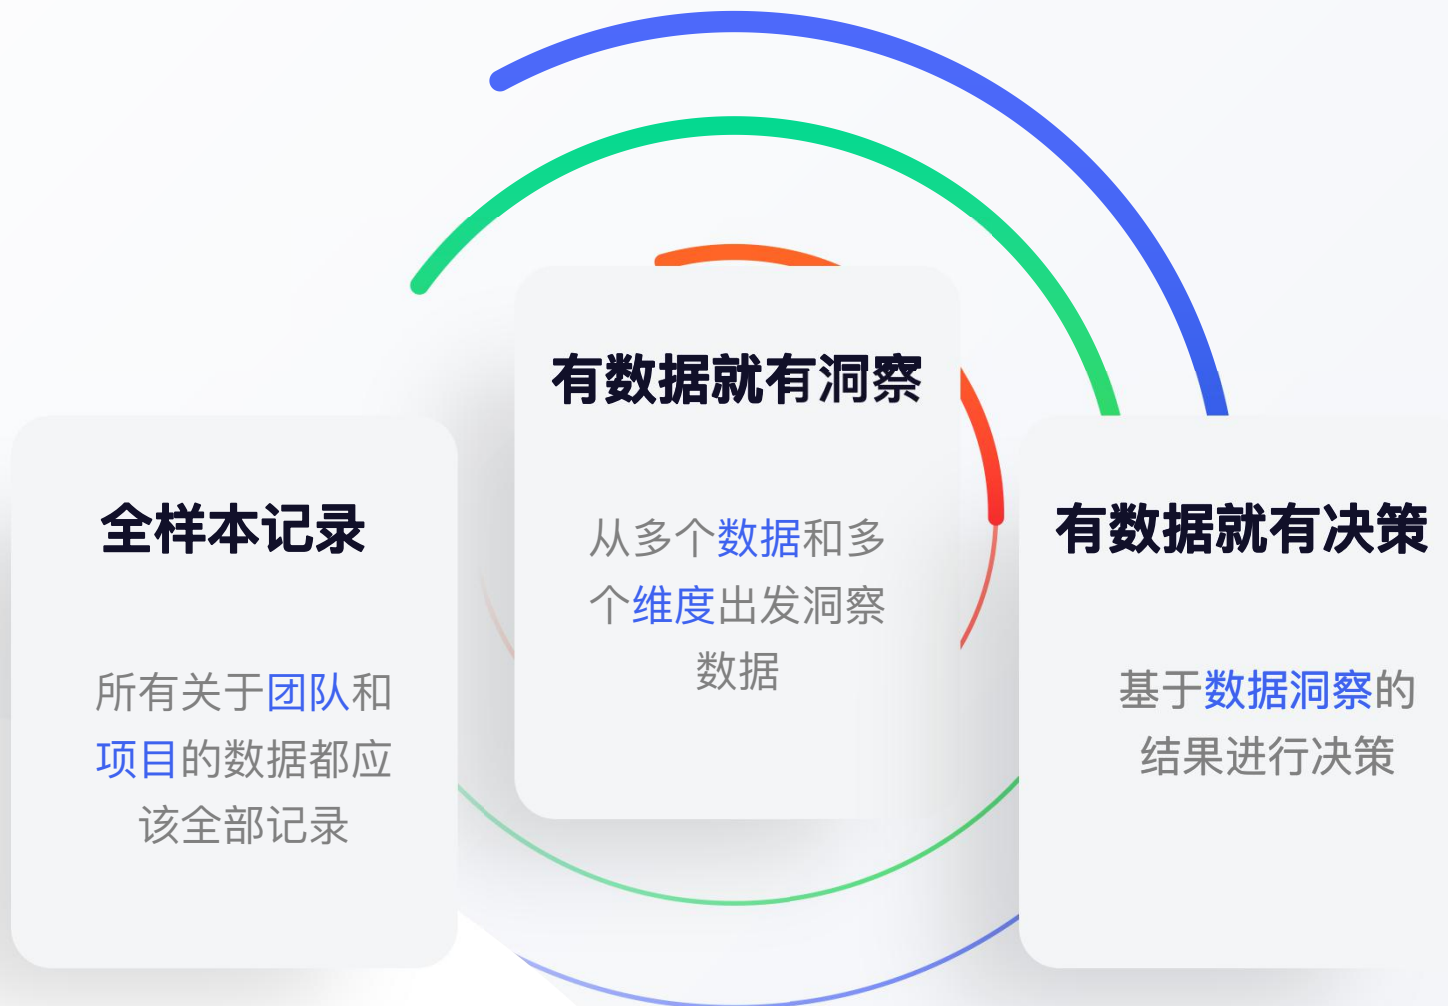 全样本记录
所有关于团队和
项目的数据都应
该全部记录
有数据就有洞察
从多个数据和多
个维度出发洞察
数据
有数据就有决策
基于数据洞察的
结果进行决策